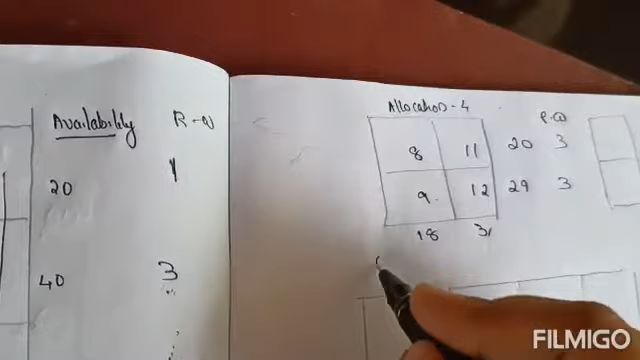 Availability R-N
1
20
40 3
Allocation - 4
P.Q
8 11 20 3
9. 12 29 3
18 31
FILMIGO